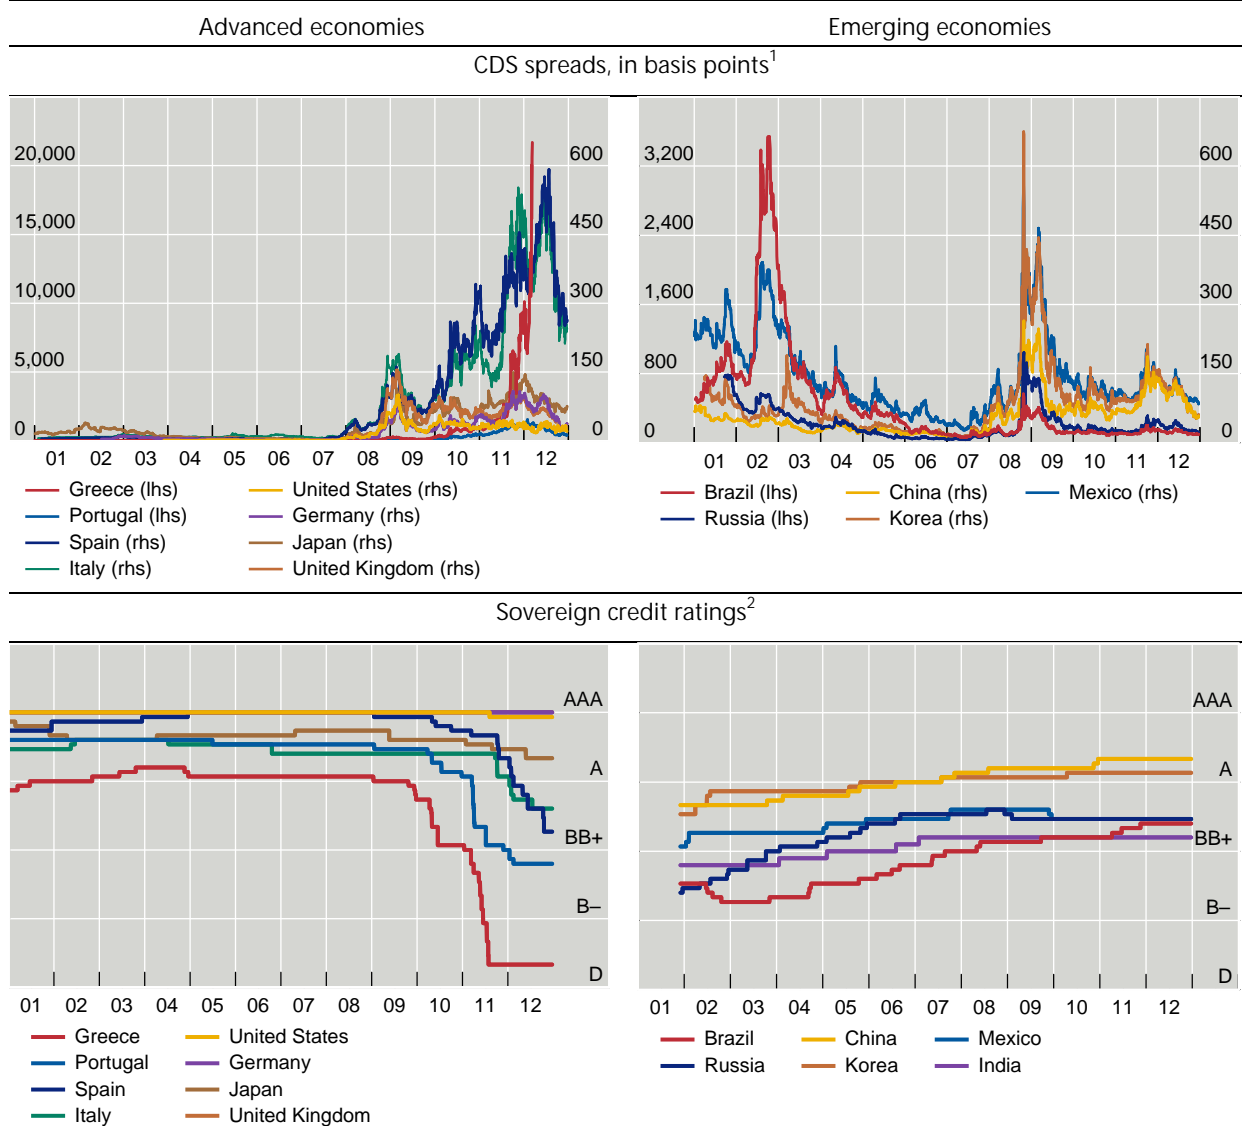 Advanced economies
Emerging economies
CDS spreads, in basis points1
20,000 600
15,000 450
10,000 300
5,000 150
0 0
01 02 03 04 05 06 07 08 09 10 11 12
Greece (lhs) United States (rhs)
Portugal (lhs) Germany (rhs)
Spain (rhs) Japan (rhs)
Italy (rhs) United Kingdom (rhs)
3,200 600
2,400 450
1,600 300
800 150
0 0
01 02 03 04 05 06 07 08 09 10 11 12
Brazil (lhs) China (rhs) Mexico (rhs)
Russia (lhs) Korea (rhs)
Sovereign credit ratings2
AAA
A
BB+
B–
D
01 02 03 04 05 06 07 08 09 10 11 12
Greece United States
Portugal Germany
Spain Japan
Italy United Kingdom
AAA
A
BB+
B–
D
01 02 03 04 05 06 07 08 09 10 11 12
Brazil China Mexico
Russia Korea India